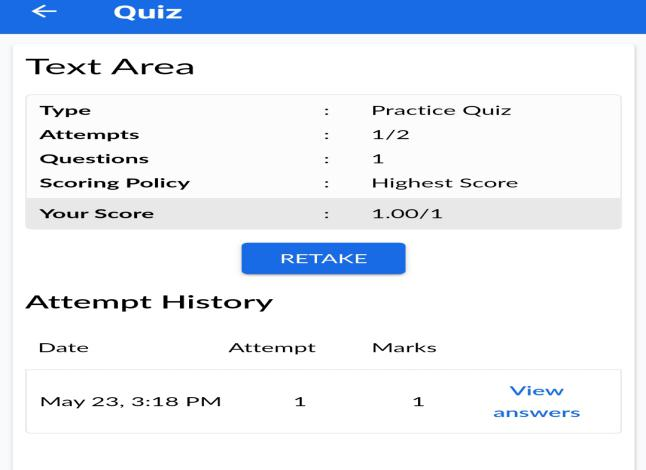 Quiz
Text Area
Type : Practice Quiz
Attempts : 1/2
Questions : 1
Scoring Policy : Highest Score
Your Score : 1.00/1
RETAKE
Attempt History
Date Attempt Marks
May 23, 3:18 PM 1 1 View
answers